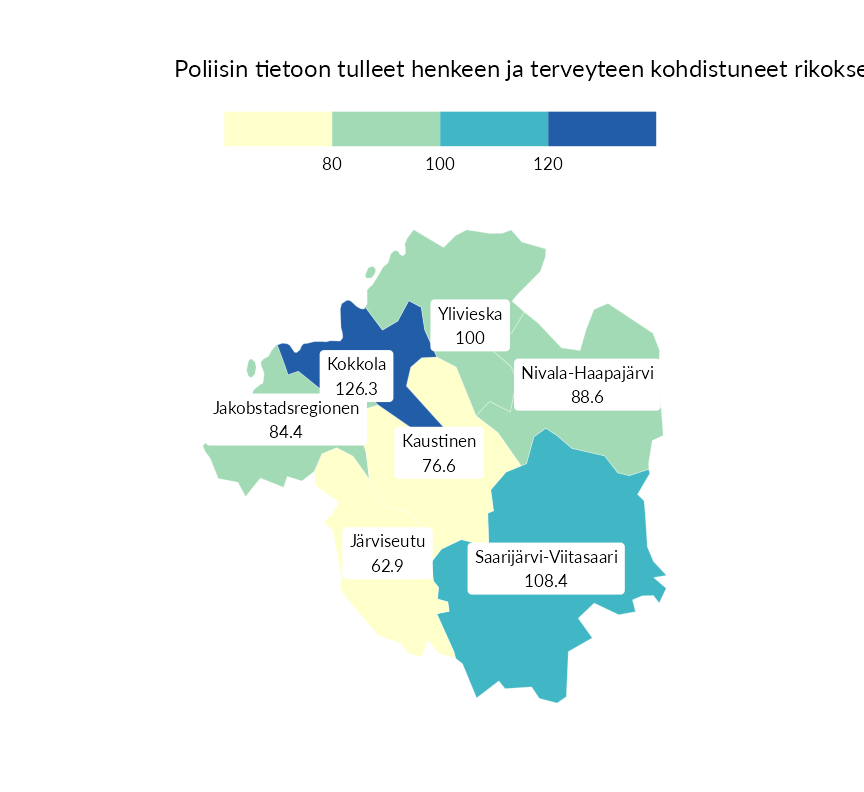 Poliisin tietoon tulleet henkeen ja terveyteen kohdistuneet
80 100 120
Ylivieska
100
Kokkola
126.3
Nivala-Haapajärvi
88.6
Jakobstadsregionen
84.4
Kaustinen
76.6
Järviseutu
62.9
Saarijärvi-Viitasaari
108.4